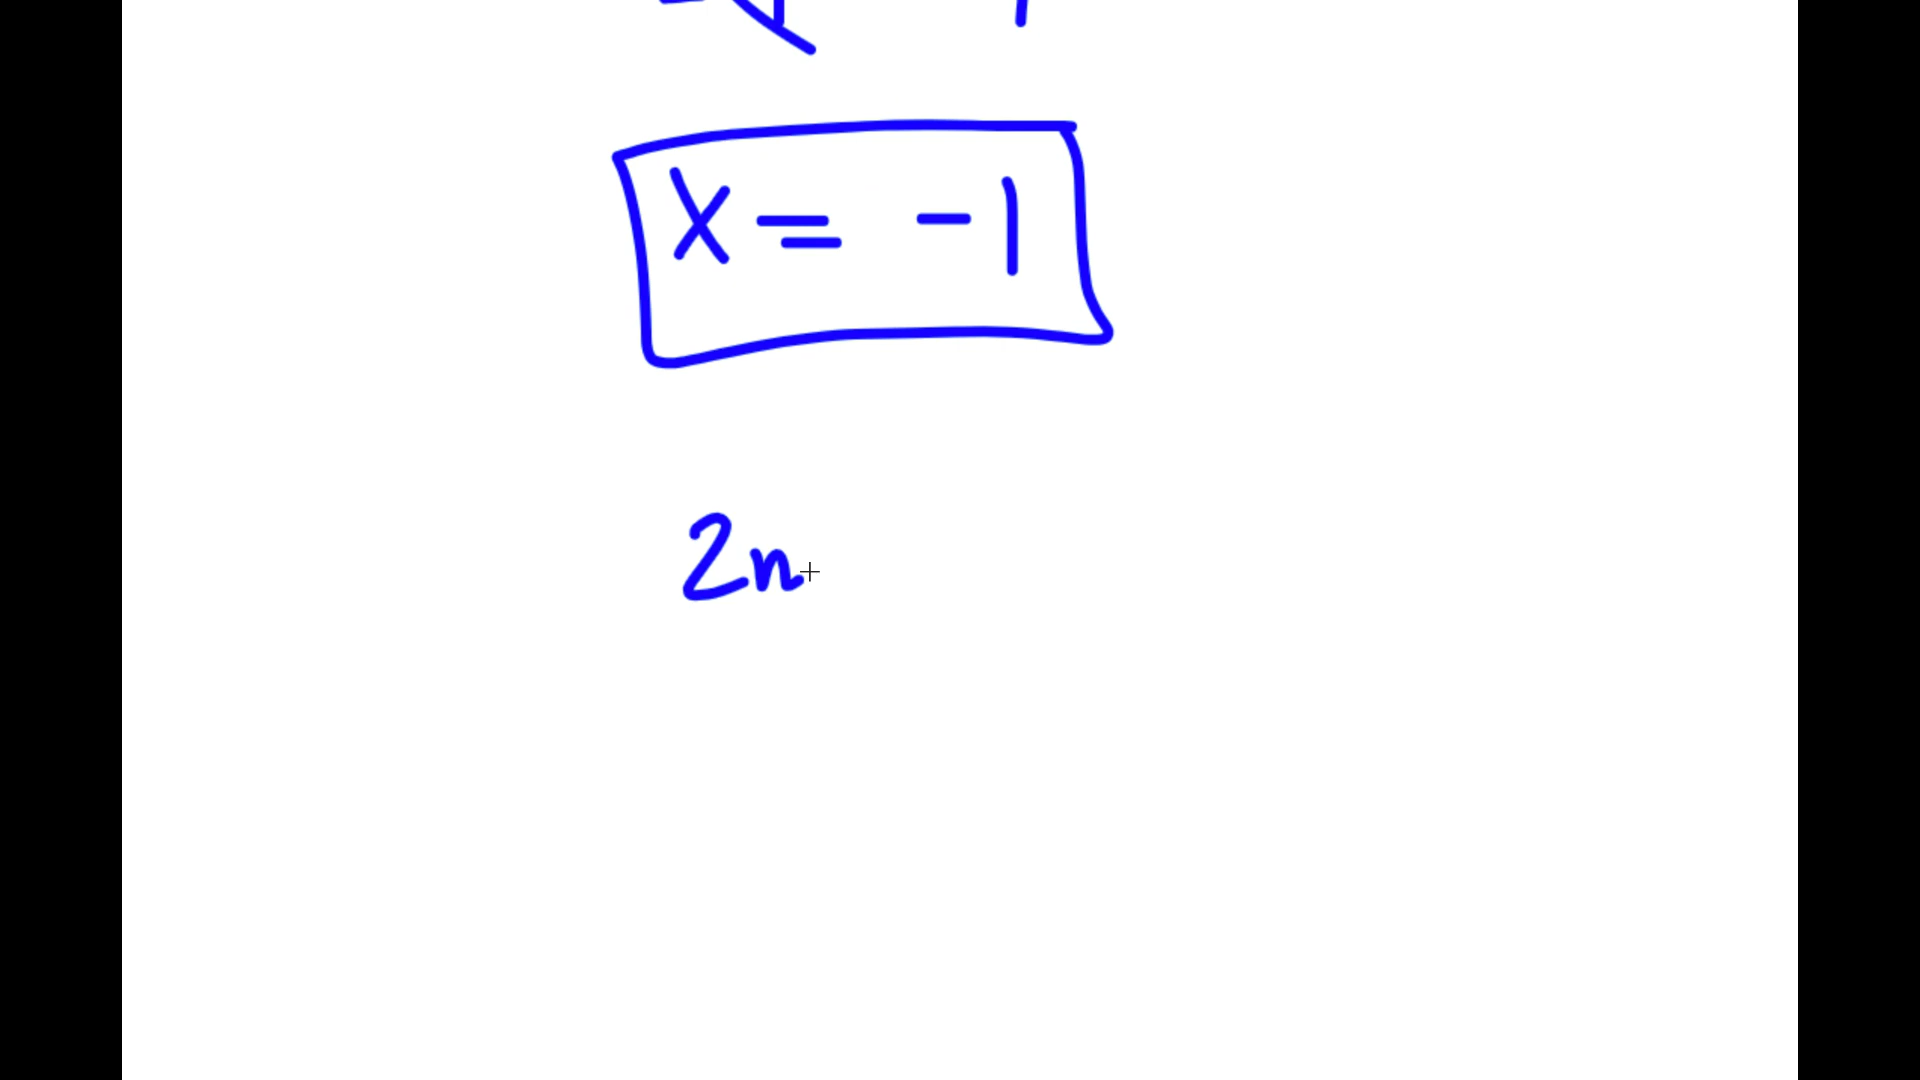 X = -1
2n